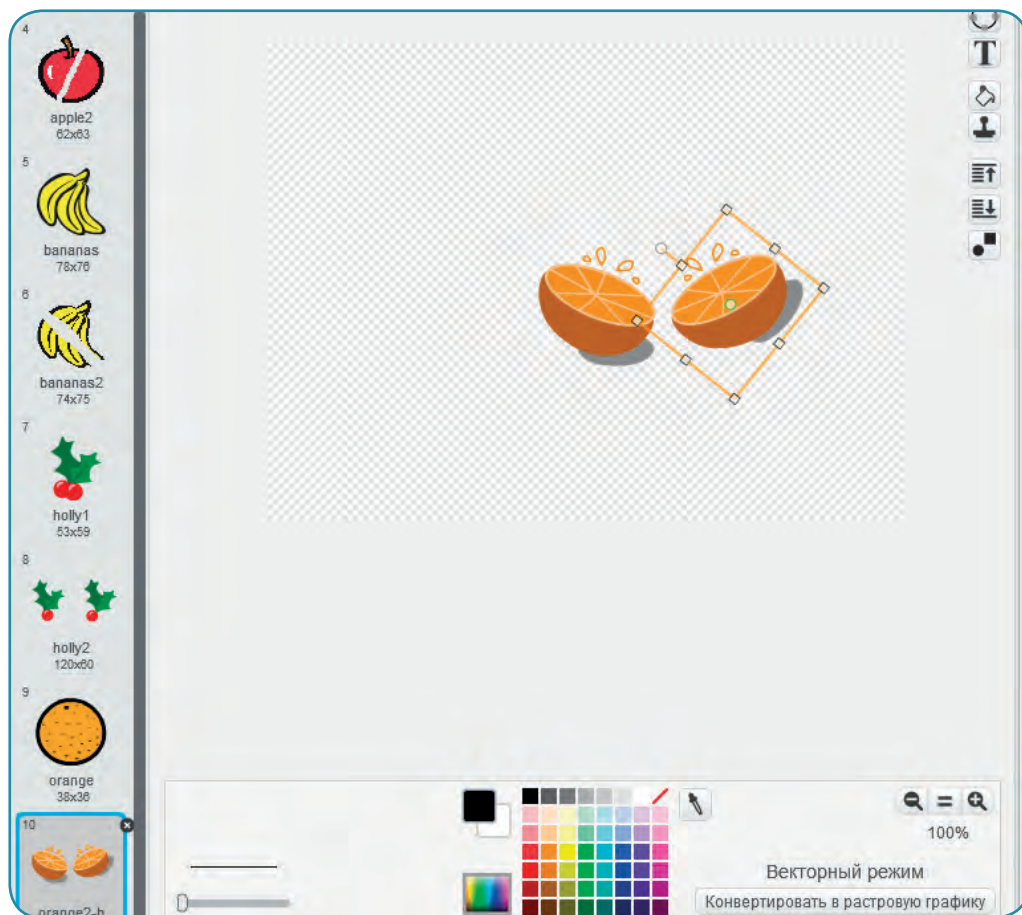 4
apple2
62x63
5
bananas
78x76
6
bananas2
74x75
7
holly1
53x59
8
holly2
120x60
9
orange
38x36
10
orange2-b
T
100%
Векторный режим
Конвертировать в растровую графику